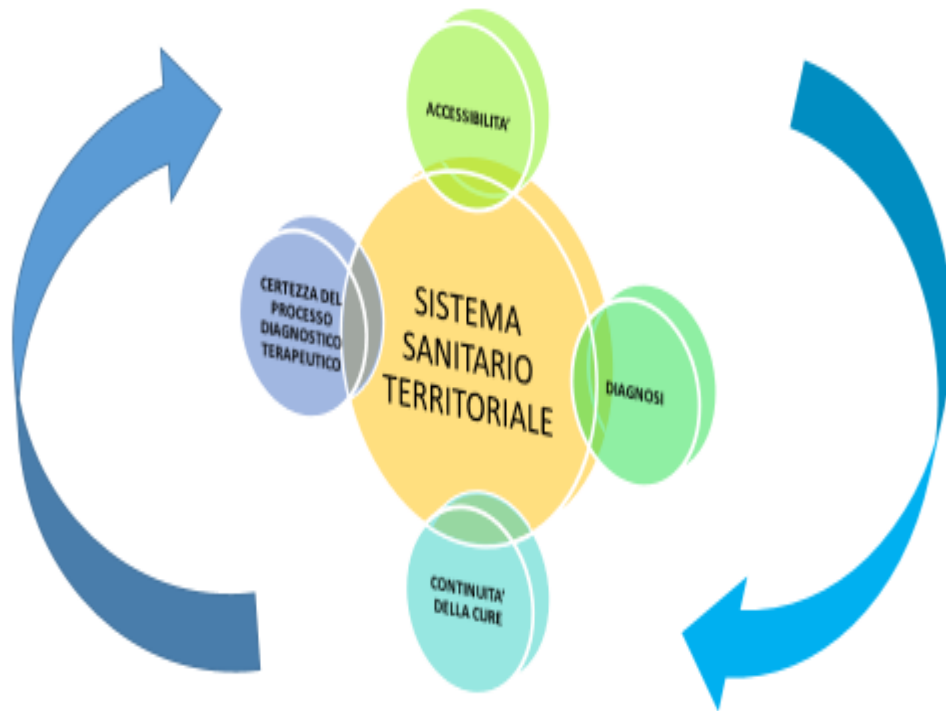 ACCESSIBILITA'
CERTEZZA DEL
PROCESSO
DIAGNOSTICO
TERAPEUTICO
SISTEMA
SANITARIO
TERRITORIALE
DIAGNOSI
CONTINUITA'
DELLA CURE